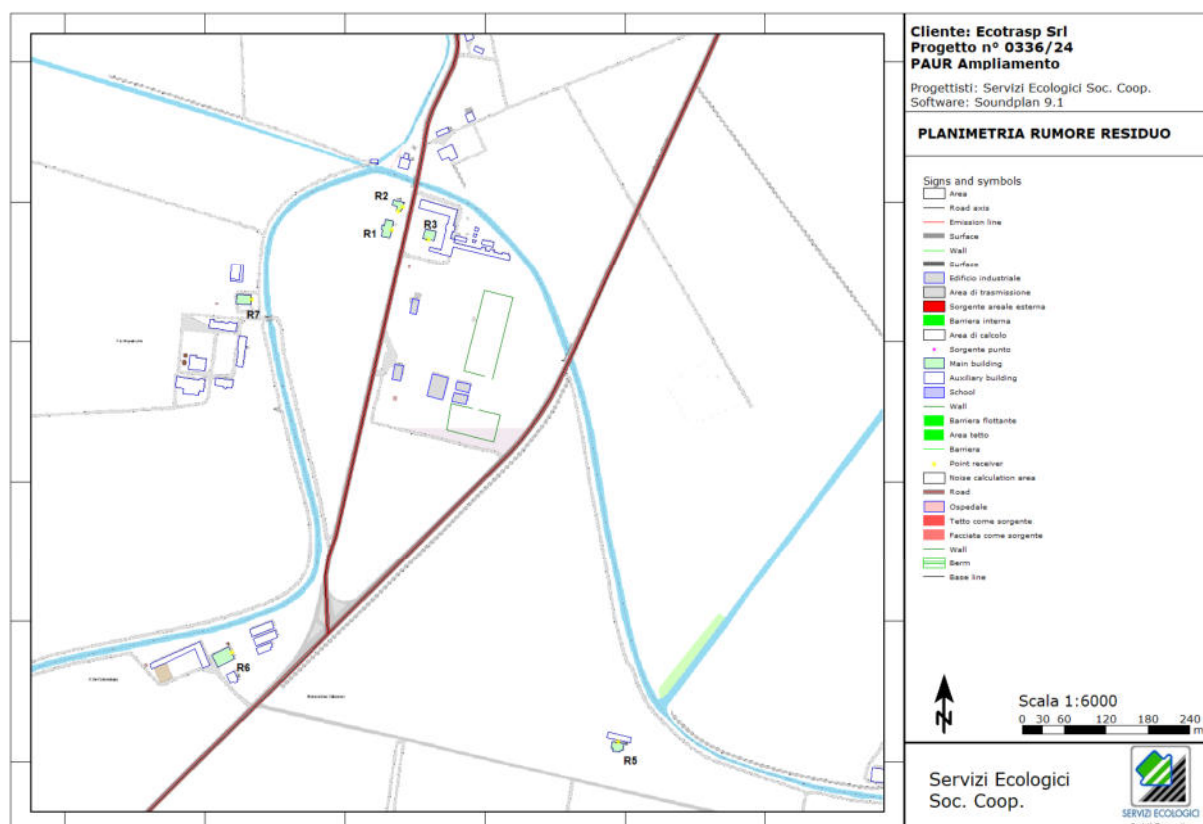 Cliente: Ecotrasp Srl
Progetto n° 0336/24
PAUR Ampliamento
Progettisti: Servizi Ecologici Soc. Coop.
Software: Soundplan 9.1
PLANIMETRIA RUMORE RESIDUO
Signs and symbols
Area
Road axis
Emission line
Surface
Wall
Surface
Edificio industriale
Area di trasmissione
Sorgente areale esterna
Barriera interna
Area di calcolo
Sorgente punto
Main building
Auxiliary building
School
Wall
Barriera flottante
Area tetto
Barriera
Point receiver
Noise calculation area
Road
Ospedale
Tetto come sorgente
Facciata come sorgente
Wall
Berm
Base line
R2
R1
R3
R7
R6
R5
N
Scala 1:6000
0 30 60 120 180 240
m
Servizi Ecologici
Soc. Coop.
SERVIZI ECOLOGICI